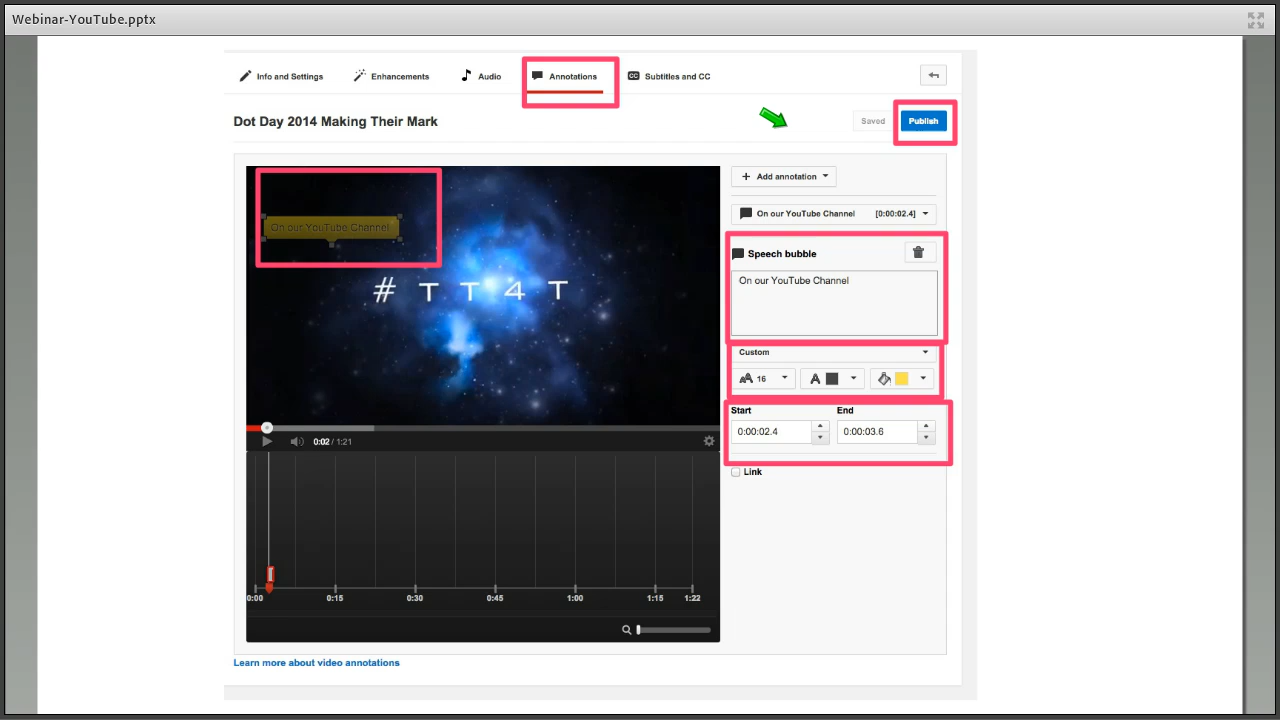 Webinar-YouTube.pptx
Info and Settings Enhancements Audio Annotations CC Subtitles and CC
Dot Day 2014 Making Their Mark Saved Publish
+ Add annotation
On our YouTube Channel [0:00:02.4]
On our YouTube Channel
Speech bubble
On our YouTube Channel
# T T 4 T
Custom
AA 16 A
Start End
0:00:02.4 0:00:03.6
0:02 / 1:21
Link
0:00 0:15 0:30 0:45 1:00 1:15 1:22
Learn more about video annotations